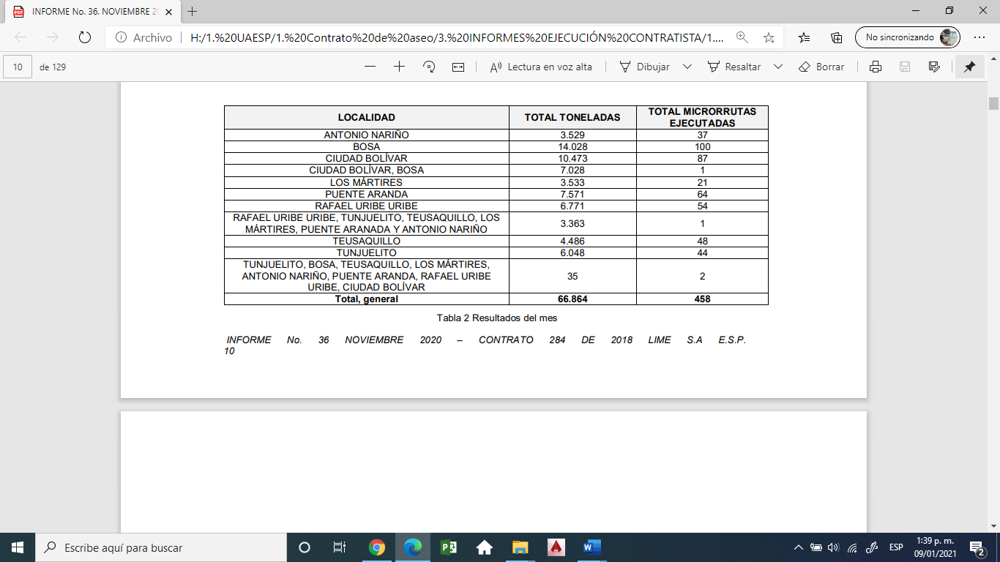 INFORME No. 36. NOVIEMBRE 20
Archivo
H:/1.%20UAESP/1.%20Contrato%20de%20aseo/3.%20INFORMES%20EJECUCIÓN%20CONTRATISTA/1....
No sincronizando
10 de 129
Lectura en voz alta
Dibujar
Resaltar
Borrar
LOCALIDAD TOTAL TONELADAS TOTAL MICRORRUTAS
EJECUTADAS
ANTONIO NARIÑO 3.529 37
BOSA 14.028 100
CIUDAD BOLÍVAR 10.473 87
CIUDAD BOLÍVAR, BOSA 7.028 1
LOS MÁRTIRES 3.533 21
PUENTE ARANDA 7.571 64
RAFAEL URIBE URIBE 6.771 54
RAFAEL URIBE URIBE, TUNJUELITO, TEUSAQUILLO, LOS
MÁRTIRES, PUENTE ARANADA Y ANTONIO NARIÑO 3.363 1
TEUSAQUILLO 4.486 48
TUNJUELITO 6.048 44
TUNJUELITO, BOSA, TEUSAQUILLO, LOS MÁRTIRES,
ANTONIO NARIÑO, PUENTE ARANDA, RAFAEL URIBE 35 2
URIBE, CIUDAD BOLÍVAR
Total, general 66.864 458
Tabla 2 Resultados del mes
INFORME No. 36 NOVIEMBRE 2020 – CONTRATO 284 DE 2018 LIME S.A E.S.P.
10
Escribe aquí para buscar
ESP
1:39 p. m.
09/01/2021
2